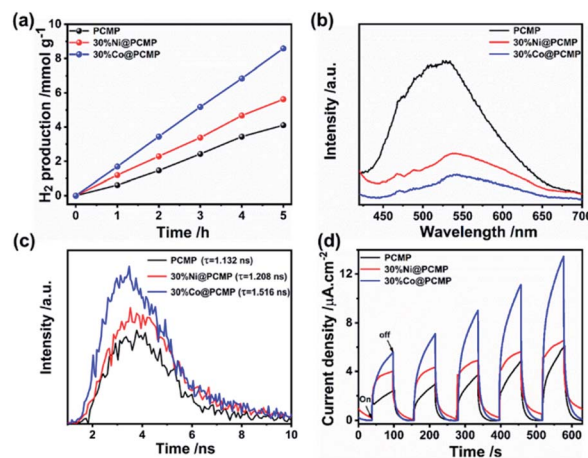 (a)
PCMP
30%Ni@PCMP
30%Co@PCMP
H2 production /mmol g-1
10
8
6
4
2
0
0 1 2 3 4 5
Time /h
(b)
PCMP
30%Ni@PCMP
30%Co@PCMP
Intensity /a.u.
450 500 550 600 650 700
Wavelength /nm
(c)
PCMP (τ=1.132 ns)
30%Ni@PCMP (τ=1.208 ns)
30%Co@PCMP (τ=1.516 ns)
Intensity /a.u.
2 4 6 8 10
Time /ns
(d)
PCMP
30%Ni@PCMP
30%Co@PCMP
Current density /μA.cm-2
12
8
4
0
On
off
0 100 200 300 400 500 600
Time /s